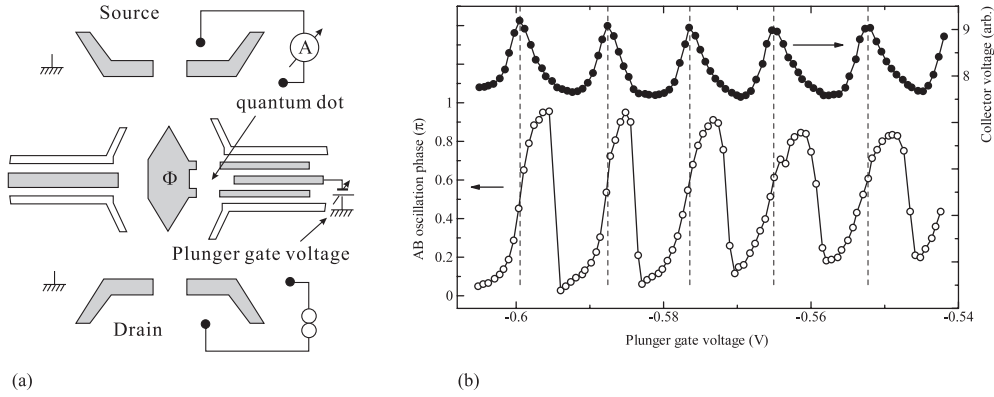 Source
A
quantum dot
Φ
Plunger gate voltage
Drain
(a)
AB oscillation phase (π)
1
0.8
0.6
0.4
0.2
0
9
8
Collector voltage (arb.)
-0.6
-0.58
-0.56
-0.54
Plunger gate voltage (V)
(b)